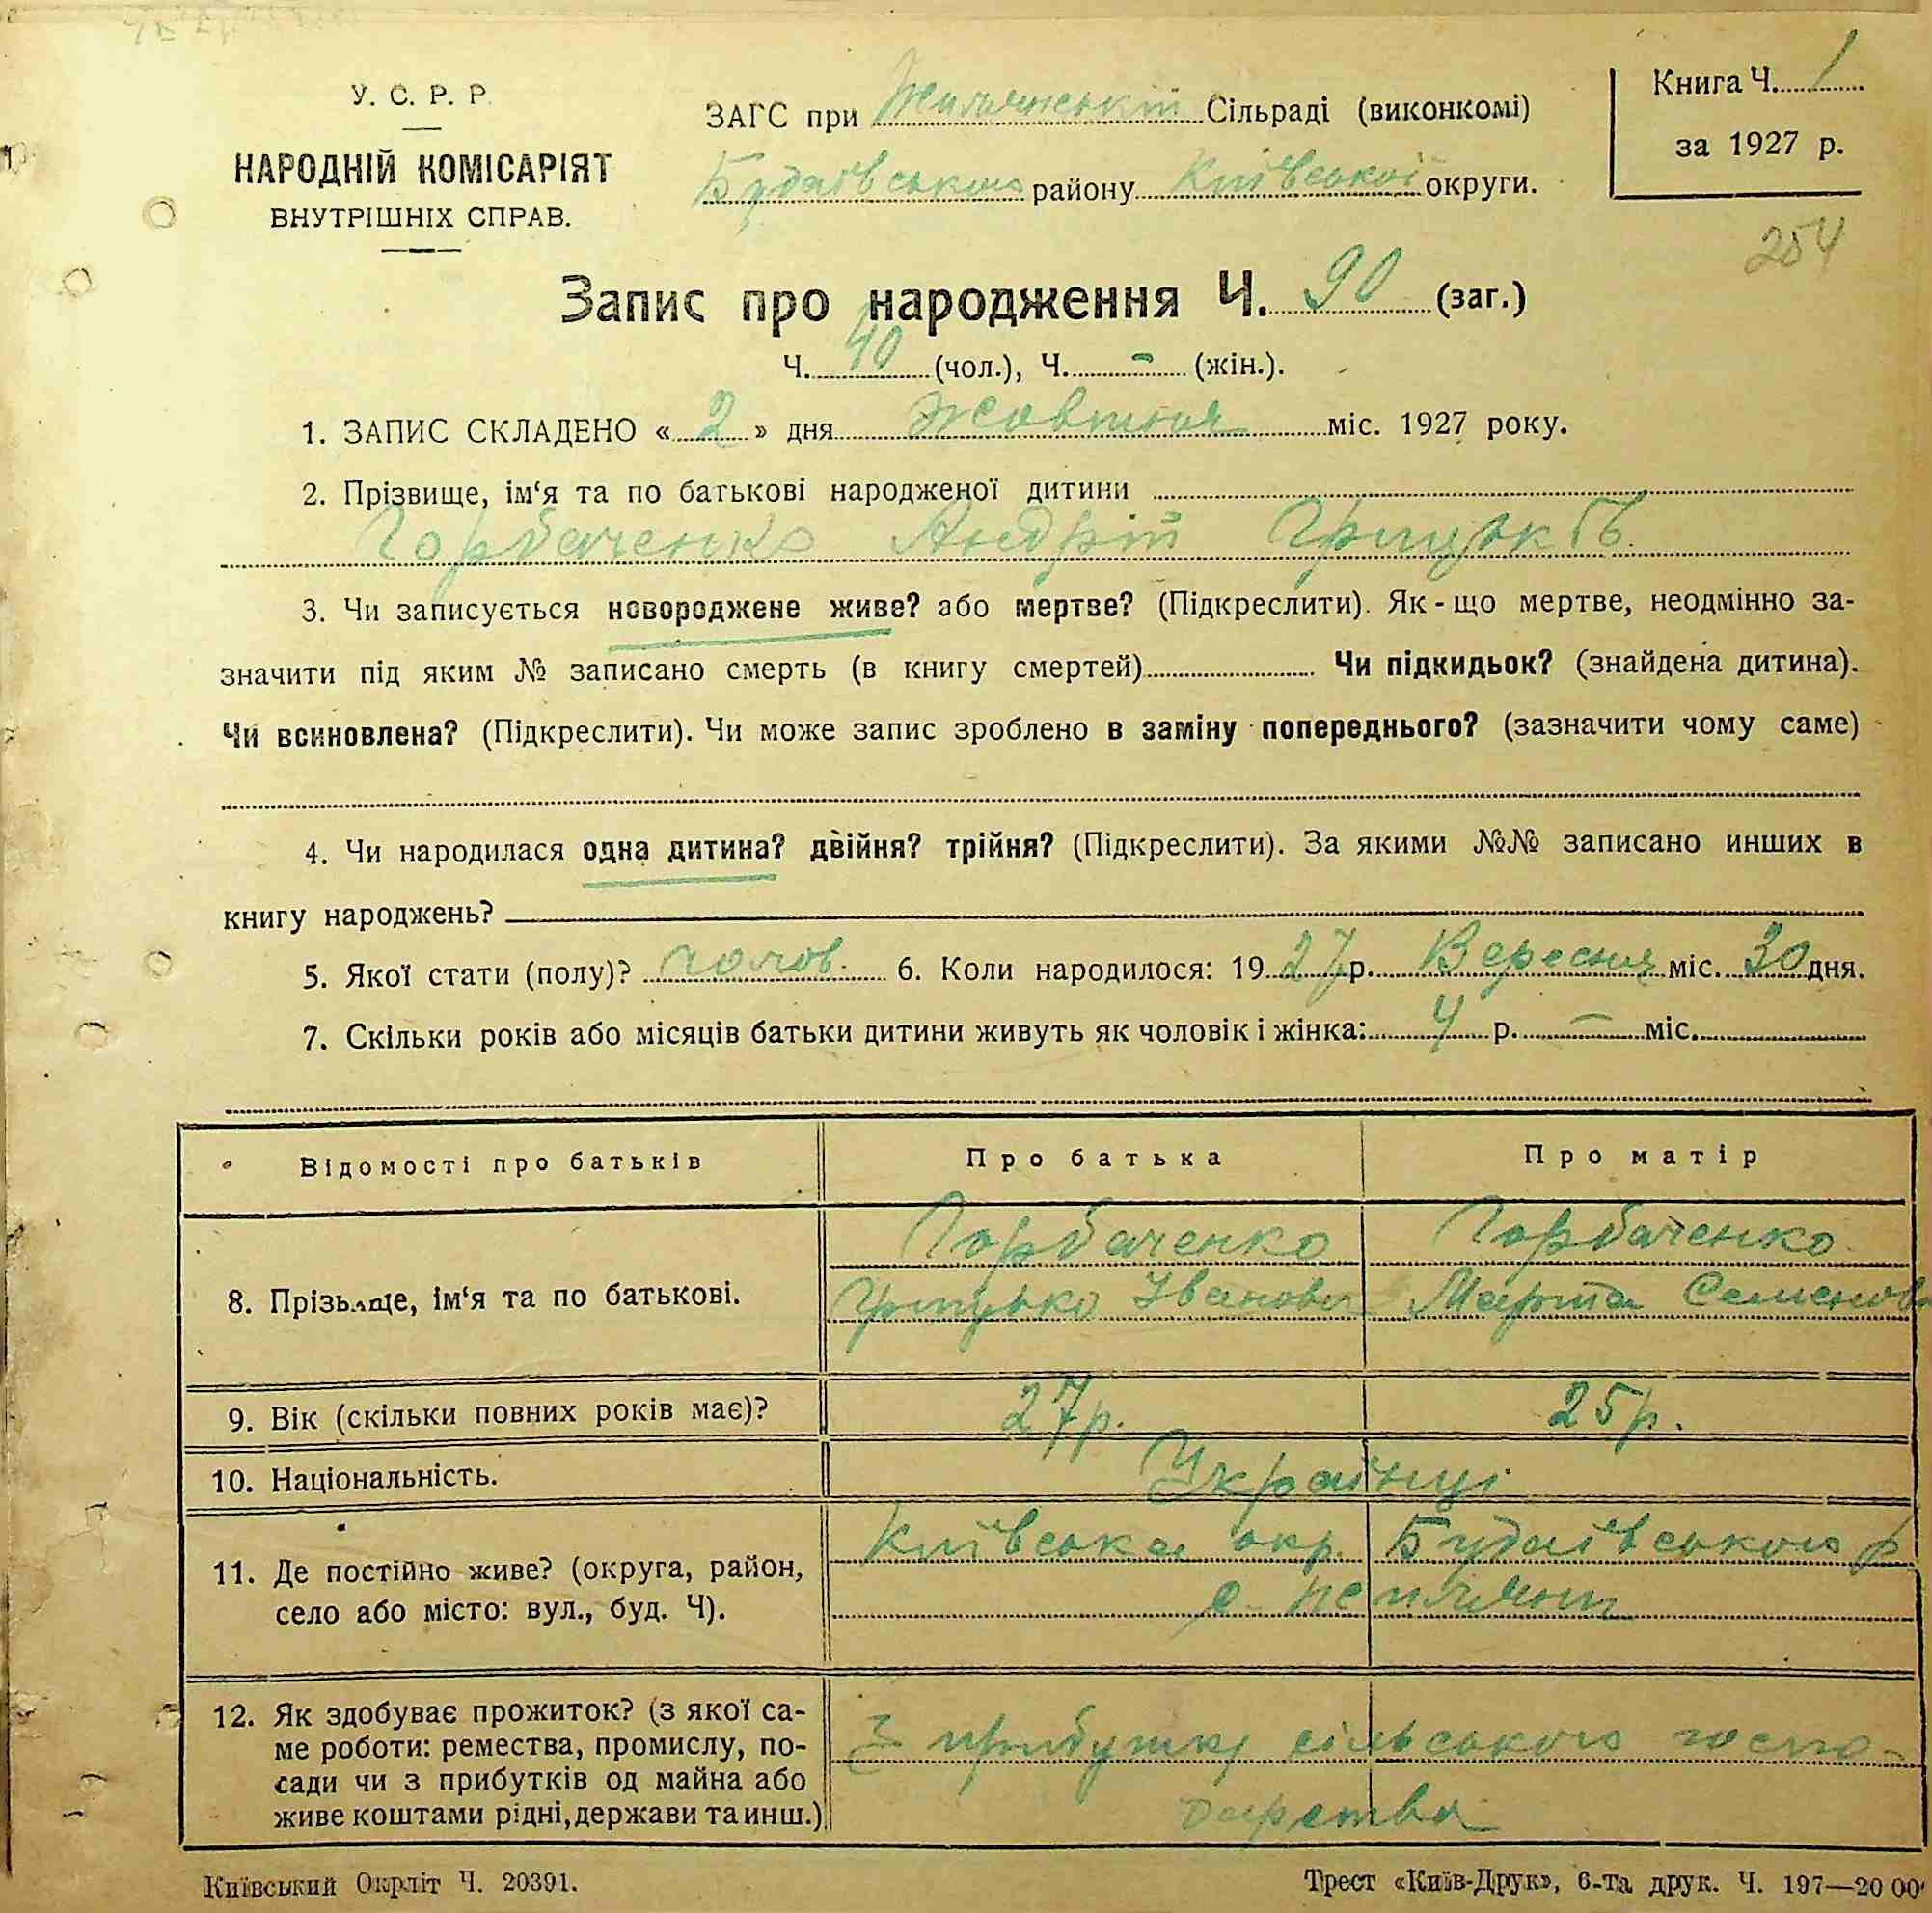 У. С. Р. Р.
НАРОДНІЙ КОМІСАРІЯТ
ВНУТРІШНІХ СПРАВ.
ЗАГС при Жилянській Сільраді (виконкомі)
Будаївського району Київської округи.
Книга Ч. 1
за 1927 р.
254
Запис про народження Ч. 90 (заг.)
Ч. 40 (чол.), Ч. - (жін.).
1. ЗАПИС СКЛАДЕНО « 2 » дня Жовтня міс. 1927 року.
2. Прізвище, ім‘я та по батькові народженої дитини
Горбаченко Андрій
3. Чи записується новороджене живе? або мертве? (Підкреслити). Як-що мертве, неодмінно за-
значити під яким № записано смерть (в книгу смертей) Чи підкидьок? (знайдена дитина).
Чи всиновлена? (Підкреслити). Чи може запис зроблено в заміну попереднього? (зазначити чому саме)
4. Чи народилася одна дитина? двійня? трійня? (Підкреслити). За якими №№ записано инших в
книгу народжень?
5. Якої стати (полу)? чолов. 6. Коли народилося: 19 27 р. Вересня міс. 30 дня.
7. Скільки років або місяців батьки дитини живуть як чоловік і жінка: 4 р. — міс.
Відомості про батьків Про батька Про матір
8. Прізвище, ім‘я та по батькові.
Горбаченко Горбаченко
Грицько Іванович Марта Семенов
9. Вік (скільки повних років має)? 27р. 25р.
10. Національність. Українці
11. Де постійно живе? (округа, район,
село або місто: вул., буд. Ч).
Київська окр. Будаївського р
с.
12. Як здобуває прожиток? (з якої са-
ме роботи: ремества, промислу, по-
сади чи з прибутків од майна або
живе коштами рідні, держави та инш.)
З прибутку сільського госпо-
дарства
Київський Окрліт Ч. 20391.
Трест «Київ-Друк», 6-та друк. Ч. 197—20 00